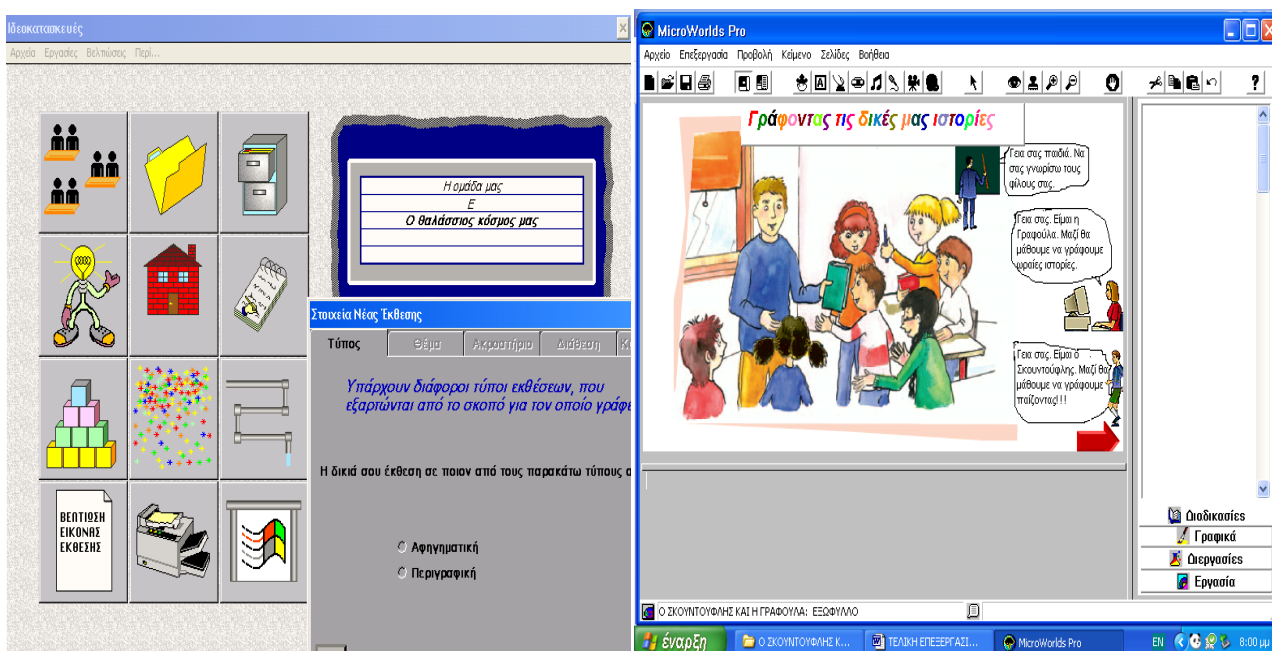 Ιδεοκατασκευές
Αρχεία Εργασίες Βελτιώσεις Περί...
Η ομάδα μας
Ε
Ο θαλάσσιος κόσμος μας
ΒΕΛΤΙΩΣΗ
ΕΙΚΟΝΑΣ
ΕΚΘΕΣΗΣ
Στοιχεία Νέας Έκθεσης
Τύπος Θέμα Ακροατήριο Διάθεση Κ
Υπάρχουν διάφοροι τύποι εκθέσεων, που
εξαρτώνται από το σκοπό για τον οποίο γράφε
Η δικιά σου έκθεση σε ποιον από τους παρακάτω τύπους α
Αφηγηματική
Περιγραφική
MicroWorlds Pro
Αρχείο Επεξεργασία Προβολή Κείμενο Σελίδες Βοήθεια
Γράφοντας τις δικές μας ιστορίες
Γεια σας παιδιά. Να
σας γνωρίσω τους
φίλους σας.
Γεια σας. Είμαι η
Γραφούλα. Μαζί θα
μάθουμε να γράφουμε
ωραίες ιστορίες.
Γεια σας. Είμαι ο
Σκουντούφλης. Μαζί θα
μάθουμε να γράφουμε
παίζοντας!!!
Διαδικασίες
Γραφικά
Διεργασίες
Εργασία
Ο ΣΚΟΥΝΤΟΥΦΛΗΣ ΚΑΙ Η ΓΡΑΦΟΥΛΑ: ΕΞΩΦΥΛΛΟ
έναρξη Ο ΣΚΟΥΝΤΟΥΦΛΗΣ Κ... ΤΕΛΙΚΗ ΕΠΕΞΕΡΓΑΣΙ... MicroWorlds Pro EN 8:00 μμ